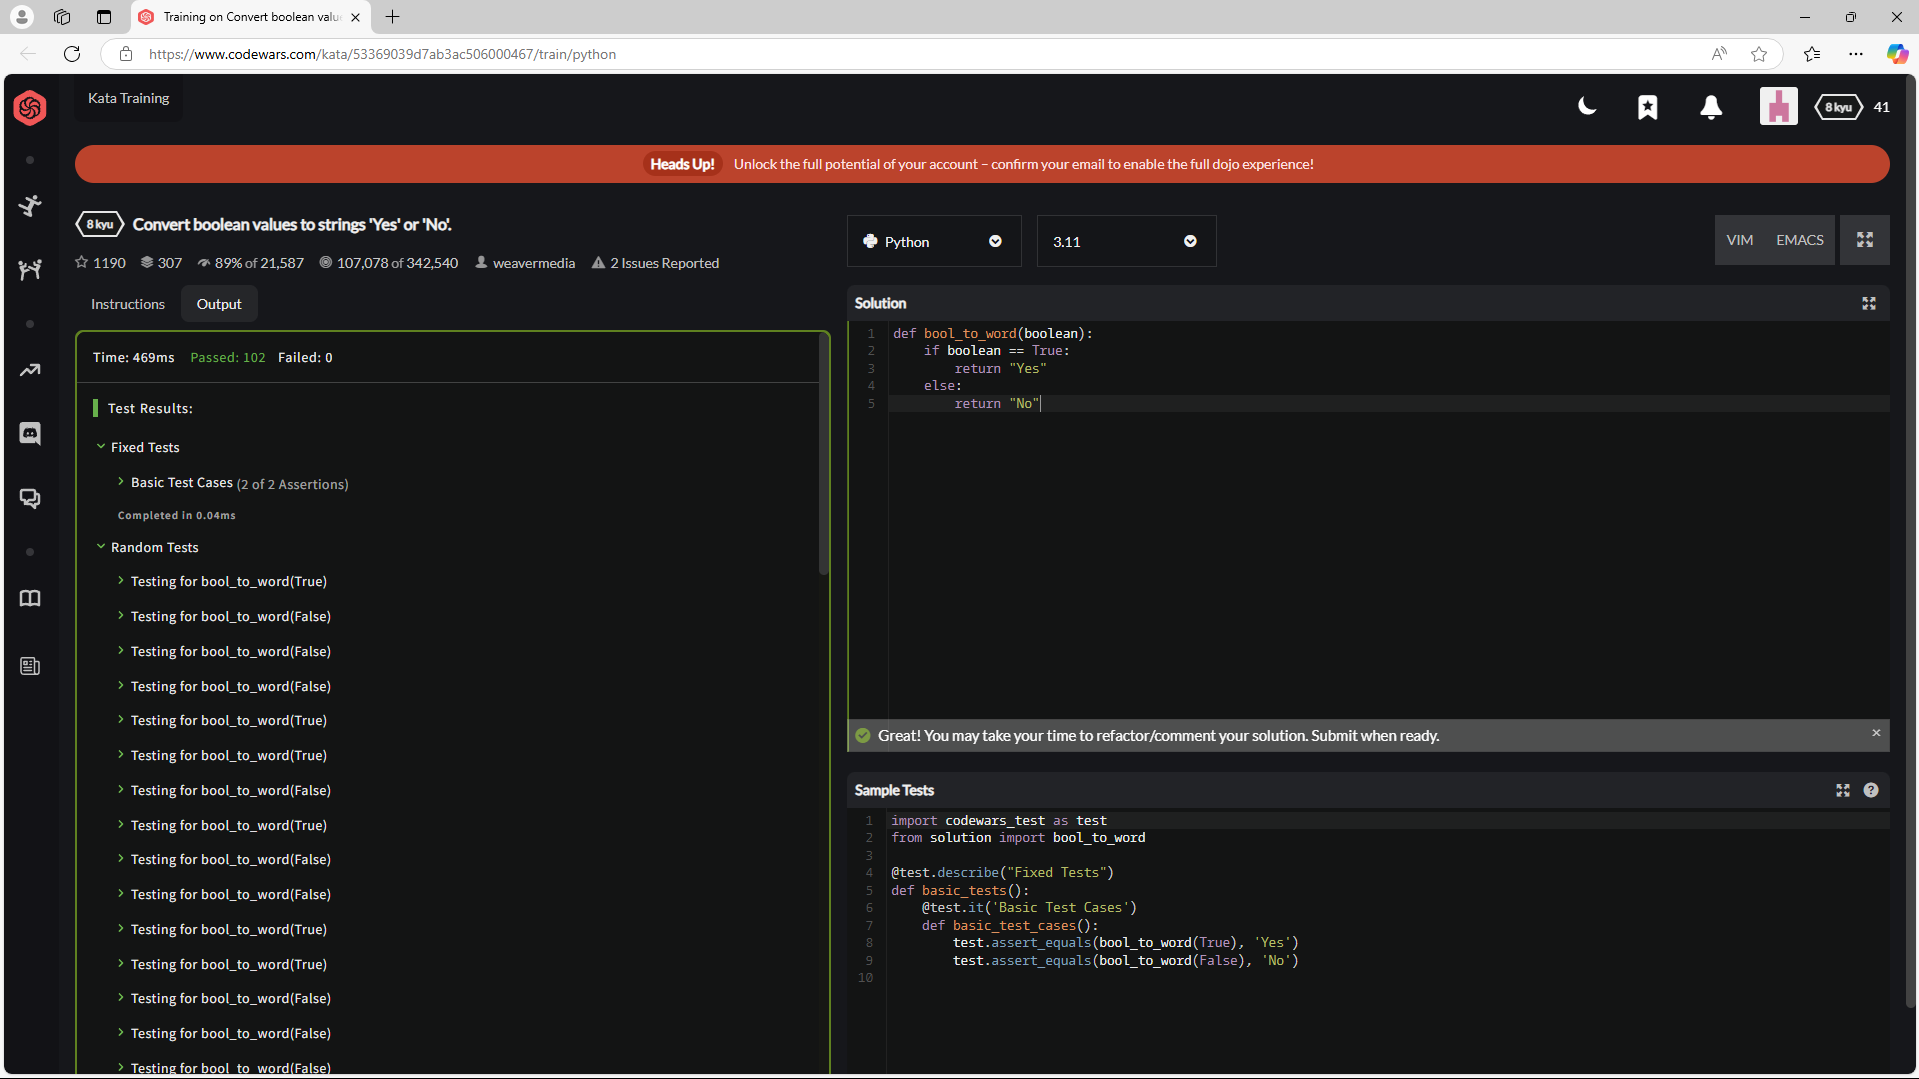 Training on Convert boolean valu
https://www.codewars.com/kata/53369039d7ab3ac506000467/train/python
Kata Training
8 kyu
41
Heads Up! Unlock the full potential of your account – confirm your email to enable the full dojo experience!
8 kyu Convert boolean values to strings 'Yes' or 'No'.
1190 307 89% of 21,587 107,078 of 342,540 weavermedia 2 Issues Reported
Python
3.11
VIM EMACS
Instructions
Output
Time: 469ms Passed: 102 Failed: 0
Test Results:
Fixed Tests
Basic Test Cases (2 of 2 Assertions)
Completed in 0.04ms
Random Tests
Testing for bool_to_word(True)
Testing for bool_to_word(False)
Testing for bool_to_word(False)
Testing for bool_to_word(False)
Testing for bool_to_word(True)
Testing for bool_to_word(True)
Testing for bool_to_word(False)
Testing for bool_to_word(True)
Testing for bool_to_word(False)
Testing for bool_to_word(False)
Testing for bool_to_word(True)
Testing for bool_to_word(True)
Testing for bool_to_word(False)
Testing for bool_to_word(False)
Testing for bool_to_word(False)
Solution
1 def bool_to_word(boolean):
2     if boolean == True:
3         return "Yes"
4     else:
5         return "No"
Great! You may take your time to refactor/comment your solution. Submit when ready.
Sample Tests
1 import codewars_test as test
2 from solution import bool_to_word
3
4 @test.describe("Fixed Tests")
5 def basic_tests():
6     @test.it('Basic Test Cases')
7     def basic_test_cases():
8         test.assert_equals(bool_to_word(True), 'Yes')
9         test.assert_equals(bool_to_word(False), 'No')
10